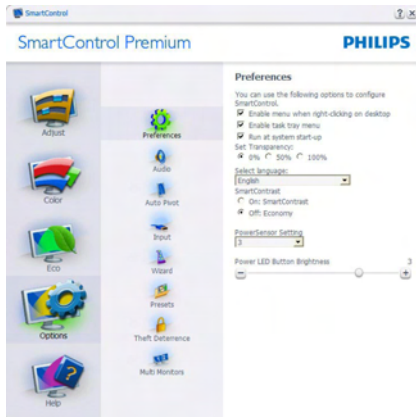 SmartControl
SmartControl Premium
PHILIPS
Adjust
Color
Eco
Options
Help
Preferences
Audio
Auto Pivot
Input
Wizard
Presets
Theft Deterrence
Multi Monitors
Preferences
You can use the following options to configure
SmartControl.
Enable menu when right-clicking on desktop
Enable task tray menu
Run at system start-up
Set Transparency:
0% 50% 100%
Select language:
English
SmartContrast
On: SmartContrast
Off: Economy
PowerSensor Setting
3
Power LED Button Brightness 3